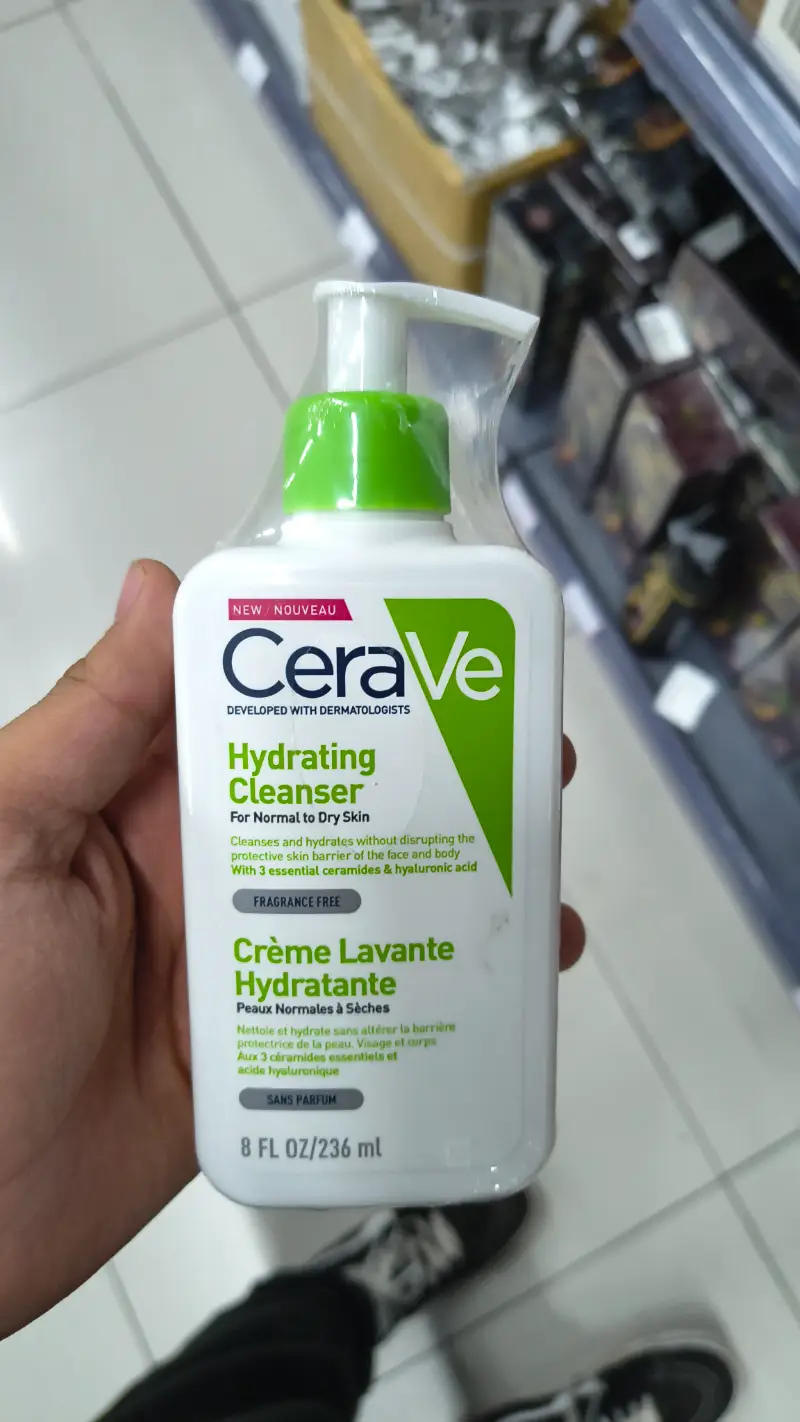 NEW / NOUVEAU
CeraVe
DEVELOPED WITH DERMATOLOGISTS
Hydrating
Cleanser
For Normal to Dry Skin
Cleanses and hydrates without disrupting the
protective skin barrier of the face and body
With 3 essential ceramides & hyaluronic acid
FRAGRANCE FREE
Crème Lavante
Hydratante
Peaux Normales à Sèches
Nettoie et hydrate sans altérer la barrière
protectrice de la peau. Visage et corps
Aux 3 céramides essentiels et
acide hyaluronique
SANS PARFUM
8 FL OZ/236 ml